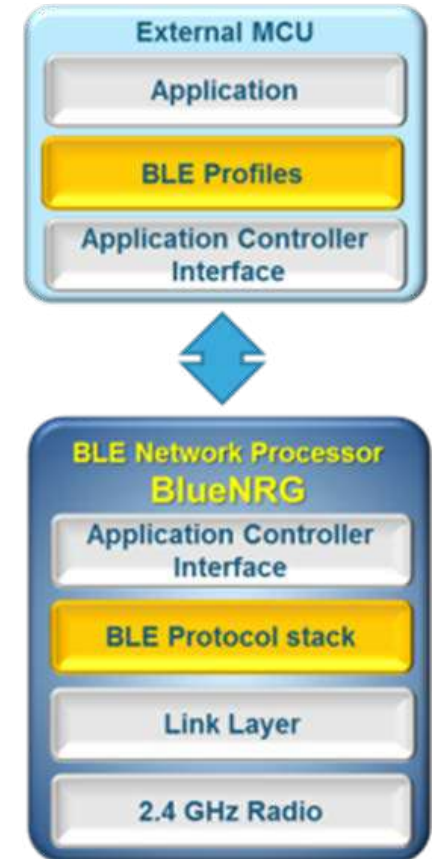 External MCU
Application
BLE Profiles
Application Controller
Interface
BLE Network Processor
BlueNRG
Application Controller
Interface
BLE Protocol stack
Link Layer
2.4 GHz Radio